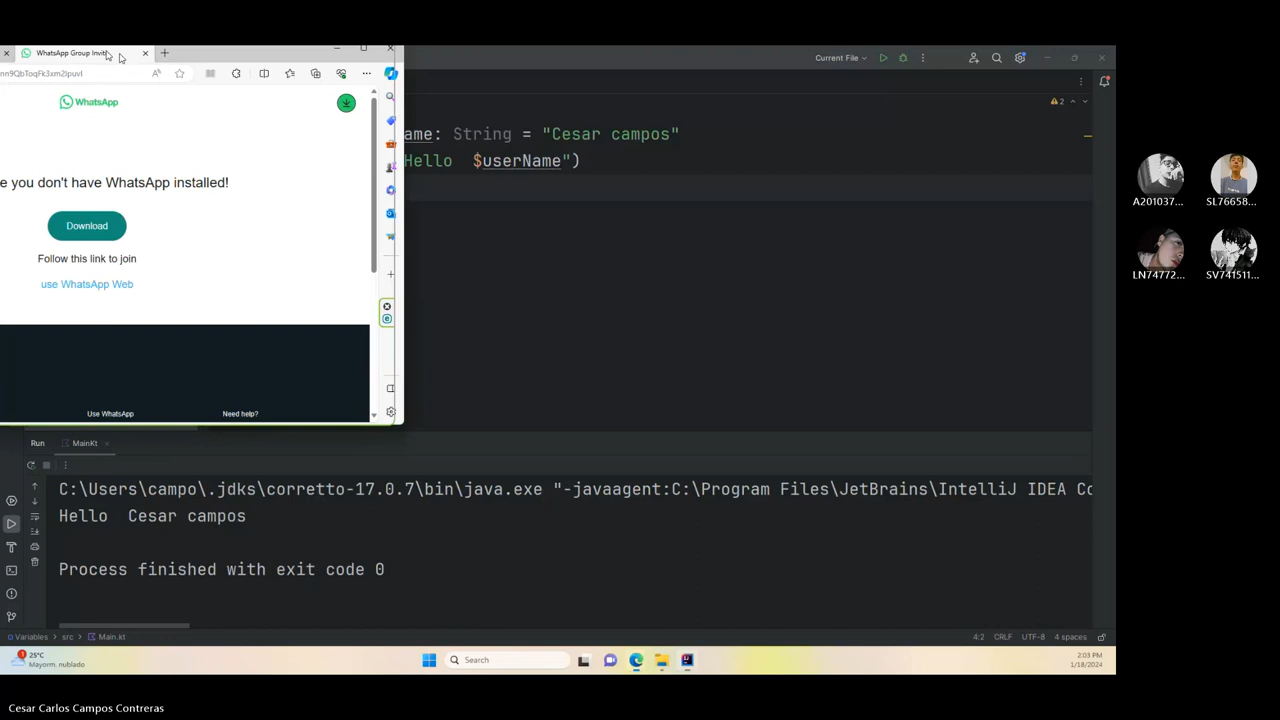 WhatsApp Group Invit
nn9QbToqFk3xm2IpuvI
WhatsApp
e you don't have WhatsApp installed!
Download
Follow this link to join
use WhatsApp Web
Use WhatsApp
Need help?
Current File
2
ame: String = "Cesar campos"
Hello $userName")
Run
MainKt
C:\Users\campo\.jdks\corretto-17.0.7\bin\java.exe "-javaagent:C:\Program Files\JetBrains\IntelliJ IDEA Co
Hello Cesar campos
Process finished with exit code 0
Variables > src > Main.kt
4:2 CRLF UTF-8 4 spaces
1
25°C
Mayorm. nublado
Search
2:03 PM
1/18/2024
A201037...
SL76658...
LN74772...
SV741511...
Cesar Carlos Campos Contreras